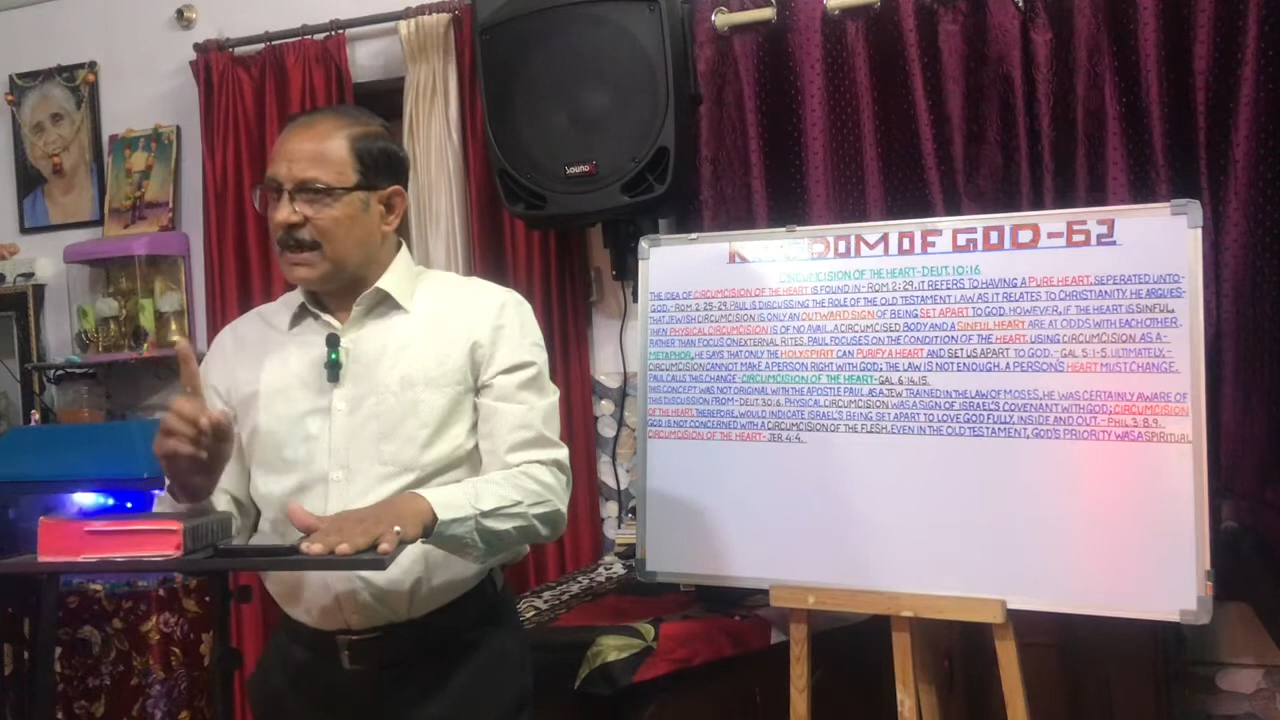 SOUND
KINGDOM OF GOD-62
CIRCUMCISION OF THE HEART-DEUT.10:16
THE IDEA OF CIRCUMCISION OF THE HEART IS FOUND IN-ROM.2:29. IT REFERS TO HAVING A PURE HEART, SEPERATED UNTO-
GOD.-ROM.2:25-29. PAUL IS DISCUSSING THE ROLE OF THE OLD TESTAMENT LAW AS IT RELATES TO CHRISTIANITY. HE ARGUES-
THAT JEWISH CIRCUMCISION IS ONLY AN OUTWARD SIGN OF BEING SET APART TO GOD. HOWEVER, IF THE HEART IS SINFUL,
THEN PHYSICAL CIRCUMCISION IS OF NO AVAIL. A CIRCUMCISED BODY AND A SINFUL HEART ARE AT ODDS WITH EACH OTHER.
RATHER THAN FOCUS ON EXTERNAL RITES, PAUL FOCUSES ON THE CONDITION OF THE HEART. USING CIRCUMCISION AS A-
METAPHOR, HE SAYS THAT ONLY THE HOLY SPIRIT CAN PURIFY A HEART AND SET US APART TO GOD.-GAL.5:1-5. ULTIMATELY,-
CIRCUMCISION CANNOT MAKE A PERSON RIGHT WITH GOD; THE LAW IS NOT ENOUGH. A PERSON'S HEART MUST CHANGE.
PAUL CALLS THIS CHANGE-CIRCUMCISION OF THE HEART-GAL.6:14,15.
THIS CONCEPT WAS NOT ORIGINAL WITH THE APOSTLE PAUL. AS A JEW TRAINED IN THE LAW OF MOSES, HE WAS CERTAINLY AWARE OF
THIS DISCUSSION FROM-DEUT.30:6. PHYSICAL CIRCUMCISION WAS A SIGN OF ISRAEL'S COVENANT WITH GOD; CIRCUMCISION
OF THE HEART, THEREFORE, WOULD INDICATE ISRAEL'S BEING SET APART TO LOVE GOD FULLY, INSIDE AND OUT.-PHIL.3:8,9.
GOD IS NOT CONCERNED WITH A CIRCUMCISION OF THE FLESH. EVEN IN THE OLD TESTAMENT, GOD'S PRIORITY WAS A SPIRITUAL
CIRCUMCISION OF THE HEART-JER.4:4.